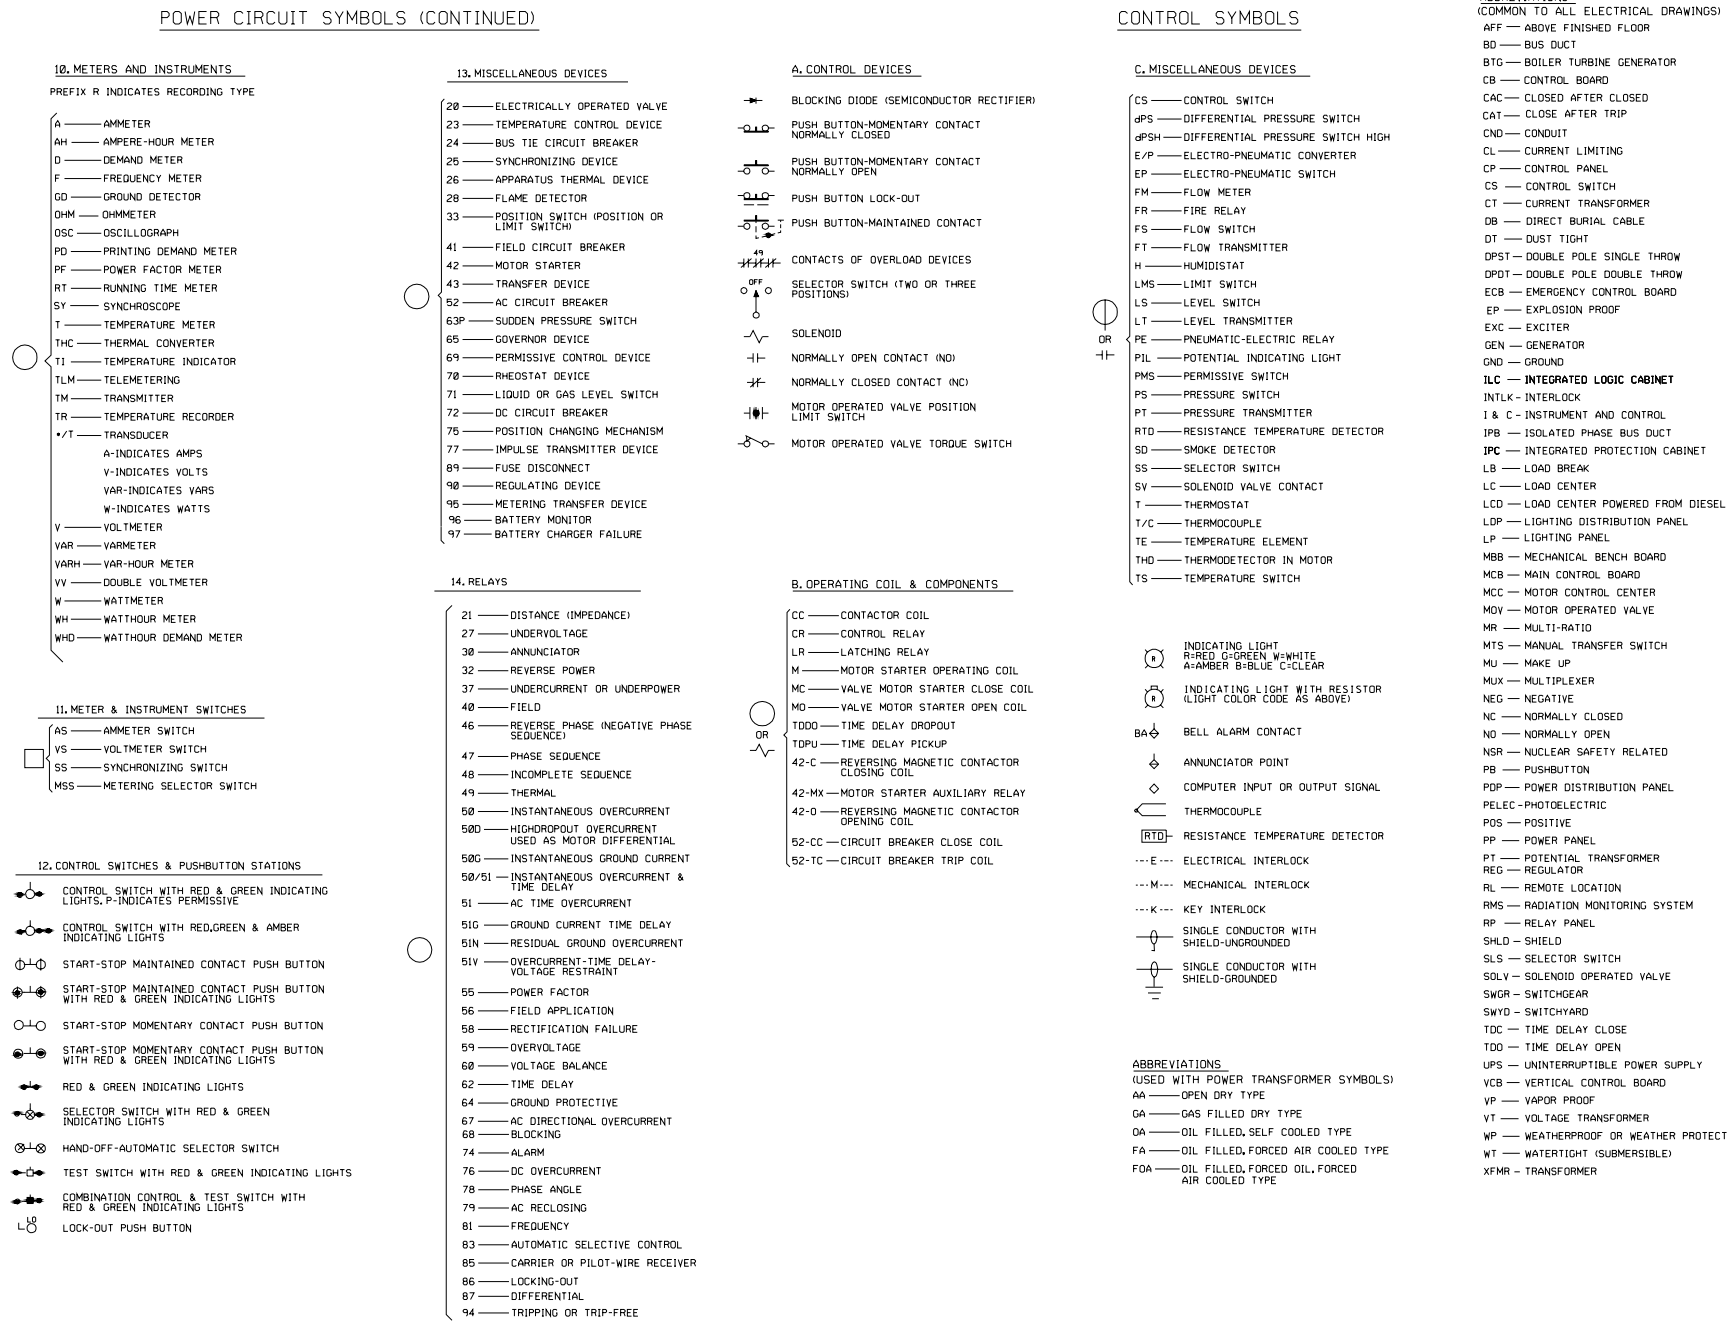 POWER CIRCUIT SYMBOLS (CONTINUED)
10. METERS AND INSTRUMENTS
PREFIX R INDICATES RECORDING TYPE
A — AMMETER
AH — AMPERE-HOUR METER
D — DEMAND METER
F — FREQUENCY METER
GD — GROUND DETECTOR
OHM — OHMMETER
OSC — OSCILLOGRAPH
PD — PRINTING DEMAND METER
PF — POWER FACTOR METER
RT — RUNNING TIME METER
SY — SYNCHROSCOPE
T — TEMPERATURE METER
THC — THERMAL CONVERTER
TI — TEMPERATURE INDICATOR
TLM — TELEMETERING
TM — TRANSMITTER
TR — TEMPERATURE RECORDER
•/T — TRANSDUCER
A-INDICATES AMPS
V-INDICATES VOLTS
VAR-INDICATES VARS
W-INDICATES WATTS
V — VOLTMETER
VAR — VARMETER
VARH — VAR-HOUR METER
VV — DOUBLE VOLTMETER
W — WATTMETER
WH — WATTHOUR METER
WHD — WATTHOUR DEMAND METER
11. METER & INSTRUMENT SWITCHES
AS — AMMETER SWITCH
VS — VOLTMETER SWITCH
SS — SYNCHRONIZING SWITCH
MSS — METERING SELECTOR SWITCH
12. CONTROL SWITCHES & PUSHBUTTON STATIONS
CONTROL SWITCH WITH RED & GREEN INDICATING
LIGHTS. P-INDICATES PERMISSIVE
CONTROL SWITCH WITH RED,GREEN & AMBER
INDICATING LIGHTS
START-STOP MAINTAINED CONTACT PUSH BUTTON
START-STOP MAINTAINED CONTACT PUSH BUTTON
WITH RED & GREEN INDICATING LIGHTS
START-STOP MOMENTARY CONTACT PUSH BUTTON
START-STOP MOMENTARY CONTACT PUSH BUTTON
WITH RED & GREEN INDICATING LIGHTS
RED & GREEN INDICATING LIGHTS
SELECTOR SWITCH WITH RED & GREEN
INDICATING LIGHTS
HAND-OFF-AUTOMATIC SELECTOR SWITCH
TEST SWITCH WITH RED & GREEN INDICATING LIGHTS
COMBINATION CONTROL & TEST SWITCH WITH
RED & GREEN INDICATING LIGHTS
LO
L
LOCK-OUT PUSH BUTTON
13. MISCELLANEOUS DEVICES
20 — ELECTRICALLY OPERATED VALVE
23 — TEMPERATURE CONTROL DEVICE
24 — BUS TIE CIRCUIT BREAKER
25 — SYNCHRONIZING DEVICE
26 — APPARATUS THERMAL DEVICE
28 — FLAME DETECTOR
33 — POSITION SWITCH (POSITION OR
LIMIT SWITCH)
41 — FIELD CIRCUIT BREAKER
42 — MOTOR STARTER
43 — TRANSFER DEVICE
52 — AC CIRCUIT BREAKER
63P — SUDDEN PRESSURE SWITCH
65 — GOVERNOR DEVICE
69 — PERMISSIVE CONTROL DEVICE
70 — RHEOSTAT DEVICE
71 — LIQUID OR GAS LEVEL SWITCH
72 — DC CIRCUIT BREAKER
75 — POSITION CHANGING MECHANISM
77 — IMPULSE TRANSMITTER DEVICE
89 — FUSE DISCONNECT
90 — REGULATING DEVICE
95 — METERING TRANSFER DEVICE
96 — BATTERY MONITOR
97 — BATTERY CHARGER FAILURE
14. RELAYS
21 — DISTANCE (IMPEDANCE)
27 — UNDERVOLTAGE
30 — ANNUNCIATOR
32 — REVERSE POWER
37 — UNDERCURRENT OR UNDERPOWER
40 — FIELD
46 — REVERSE PHASE (NEGATIVE PHASE
SEQUENCE)
47 — PHASE SEQUENCE
48 — INCOMPLETE SEQUENCE
49 — THERMAL
50 — INSTANTANEOUS OVERCURRENT
50D — HIGHDROPOUT OVERCURRENT
USED AS MOTOR DIFFERENTIAL
50G — INSTANTANEOUS GROUND CURRENT
50/51 — INSTANTANEOUS OVERCURRENT &
TIME DELAY
51 — AC TIME OVERCURRENT
51G — GROUND CURRENT TIME DELAY
51N — RESIDUAL GROUND OVERCURRENT
51V — OVERCURRENT-TIME DELAY-
VOLTAGE RESTRAINT
55 — POWER FACTOR
56 — FIELD APPLICATION
58 — RECTIFICATION FAILURE
59 — OVERVOLTAGE
60 — VOLTAGE BALANCE
62 — TIME DELAY
64 — GROUND PROTECTIVE
67 — AC DIRECTIONAL OVERCURRENT
68 — BLOCKING
74 — ALARM
76 — DC OVERCURRENT
78 — PHASE ANGLE
79 — AC RECLOSING
81 — FREQUENCY
83 — AUTOMATIC SELECTIVE CONTROL
85 — CARRIER OR PILOT-WIRE RECEIVER
86 — LOCKING-OUT
87 — DIFFERENTIAL
94 — TRIPPING OR TRIP-FREE
CONTROL SYMBOLS
A. CONTROL DEVICES
BLOCKING DIODE (SEMICONDUCTOR RECTIFIER)
PUSH BUTTON-MOMENTARY CONTACT
NORMALLY CLOSED
PUSH BUTTON-MOMENTARY CONTACT
NORMALLY OPEN
PUSH BUTTON LOCK-OUT
PUSH BUTTON-MAINTAINED CONTACT
49
CONTACTS OF OVERLOAD DEVICES
OFF
SELECTOR SWITCH (TWO OR THREE
POSITIONS)
SOLENOID
NORMALLY OPEN CONTACT (NO)
NORMALLY CLOSED CONTACT (NC)
MOTOR OPERATED VALVE POSITION
LIMIT SWITCH
MOTOR OPERATED VALVE TORQUE SWITCH
B. OPERATING COIL & COMPONENTS
OR
CC — CONTACTOR COIL
CR — CONTROL RELAY
LR — LATCHING RELAY
M — MOTOR STARTER OPERATING COIL
MC — VALVE MOTOR STARTER CLOSE COIL
MO — VALVE MOTOR STARTER OPEN COIL
TDDO — TIME DELAY DROPOUT
TDPU — TIME DELAY PICKUP
42-C — REVERSING MAGNETIC CONTACTOR
CLOSING COIL
42-MX — MOTOR STARTER AUXILIARY RELAY
42-O — REVERSING MAGNETIC CONTACTOR
OPENING COIL
52-CC — CIRCUIT BREAKER CLOSE COIL
52-TC — CIRCUIT BREAKER TRIP COIL
C. MISCELLANEOUS DEVICES
OR
CS — CONTROL SWITCH
dPS — DIFFERENTIAL PRESSURE SWITCH
dPSH — DIFFERENTIAL PRESSURE SWITCH HIGH
E/P — ELECTRO-PNEUMATIC CONVERTER
EP — ELECTRO-PNEUMATIC SWITCH
FM — FLOW METER
FR — FIRE RELAY
FS — FLOW SWITCH
FT — FLOW TRANSMITTER
H — HUMIDISTAT
LMS — LIMIT SWITCH
LS — LEVEL SWITCH
LT — LEVEL TRANSMITTER
PE — PNEUMATIC-ELECTRIC RELAY
PIL — POTENTIAL INDICATING LIGHT
PMS — PERMISSIVE SWITCH
PS — PRESSURE SWITCH
PT — PRESSURE TRANSMITTER
RTD — RESISTANCE TEMPERATURE DETECTOR
SD — SMOKE DETECTOR
SS — SELECTOR SWITCH
SV — SOLENOID VALVE CONTACT
T — THERMOSTAT
T/C — THERMOCOUPLE
TE — TEMPERATURE ELEMENT
THD — THERMODETECTOR IN MOTOR
TS — TEMPERATURE SWITCH
R
INDICATING LIGHT
R=RED G=GREEN W=WHITE
A=AMBER B=BLUE C=CLEAR
R
INDICATING LIGHT WITH RESISTOR
(LIGHT COLOR CODE AS ABOVE)
BA
BELL ALARM CONTACT
ANNUNCIATOR POINT
COMPUTER INPUT OR OUTPUT SIGNAL
THERMOCOUPLE
RTD
RESISTANCE TEMPERATURE DETECTOR
---E--- ELECTRICAL INTERLOCK
---M--- MECHANICAL INTERLOCK
---K--- KEY INTERLOCK
SINGLE CONDUCTOR WITH
SHIELD-UNGROUNDED
SINGLE CONDUCTOR WITH
SHIELD-GROUNDED
ABBREVIATIONS
(USED WITH POWER TRANSFORMER SYMBOLS)
AA — OPEN DRY TYPE
GA — GAS FILLED DRY TYPE
OA — OIL FILLED, SELF COOLED TYPE
FA — OIL FILLED, FORCED AIR COOLED TYPE
FOA — OIL FILLED, FORCED OIL, FORCED
AIR COOLED TYPE
(COMMON TO ALL ELECTRICAL DRAWINGS)
AFF — ABOVE FINISHED FLOOR
BD — BUS DUCT
BTG — BOILER TURBINE GENERATOR
CB — CONTROL BOARD
CAC — CLOSED AFTER CLOSED
CAT — CLOSE AFTER TRIP
CND — CONDUIT
CL — CURRENT LIMITING
CP — CONTROL PANEL
CS — CONTROL SWITCH
CT — CURRENT TRANSFORMER
DB — DIRECT BURIAL CABLE
DT — DUST TIGHT
DPST — DOUBLE POLE SINGLE THROW
DPDT — DOUBLE POLE DOUBLE THROW
ECB — EMERGENCY CONTROL BOARD
EP — EXPLOSION PROOF
EXC — EXCITER
GEN — GENERATOR
GND — GROUND
ILC — INTEGRATED LOGIC CABINET
INTLK - INTERLOCK
I & C - INSTRUMENT AND CONTROL
IPB — ISOLATED PHASE BUS DUCT
IPC — INTEGRATED PROTECTION CABINET
LB — LOAD BREAK
LC — LOAD CENTER
LCD — LOAD CENTER POWERED FROM DIESEL
LDP — LIGHTING DISTRIBUTION PANEL
LP — LIGHTING PANEL
MBB — MECHANICAL BENCH BOARD
MCB — MAIN CONTROL BOARD
MCC — MOTOR CONTROL CENTER
MOV — MOTOR OPERATED VALVE
MR — MULTI-RATIO
MTS — MANUAL TRANSFER SWITCH
MU — MAKE UP
MUX — MULTIPLEXER
NEG — NEGATIVE
NC — NORMALLY CLOSED
NO — NORMALLY OPEN
NSR — NUCLEAR SAFETY RELATED
PB — PUSHBUTTON
PDP — POWER DISTRIBUTION PANEL
PELEC - PHOTOELECTRIC
POS — POSITIVE
PP — POWER PANEL
PT — POTENTIAL TRANSFORMER
REG — REGULATOR
RL — REMOTE LOCATION
RMS — RADIATION MONITORING SYSTEM
RP — RELAY PANEL
SHLD – SHIELD
SLS — SELECTOR SWITCH
SOLV – SOLENOID OPERATED VALVE
SWGR – SWITCHGEAR
SWYD – SWITCHYARD
TDC — TIME DELAY CLOSE
TDO — TIME DELAY OPEN
UPS — UNINTERRUPTIBLE POWER SUPPLY
VCB — VERTICAL CONTROL BOARD
VP — VAPOR PROOF
VT — VOLTAGE TRANSFORMER
WP — WEATHERPROOF OR WEATHER PROTECT
WT — WATERTIGHT (SUBMERSIBLE)
XFMR – TRANSFORMER